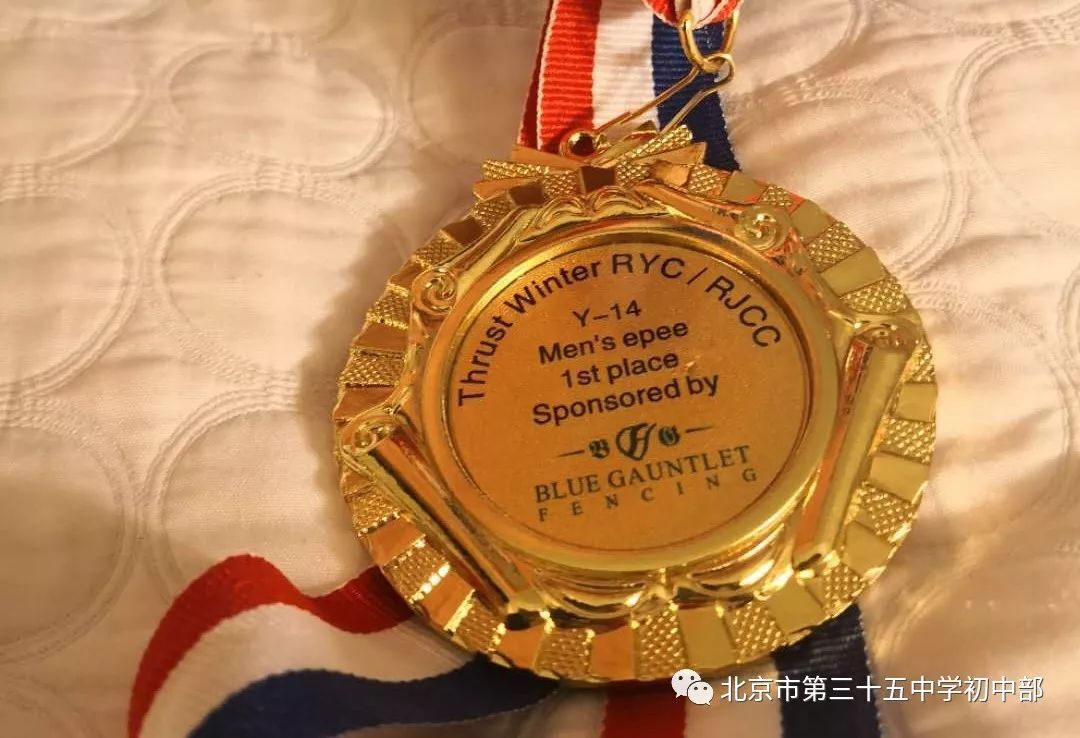 Thrust Winter RYC / RJCC
Y-14
Men's epee
1st place
Sponsored by
B F G
BLUE GAUNTLET
FENCING
北京市第三十五中学初中部